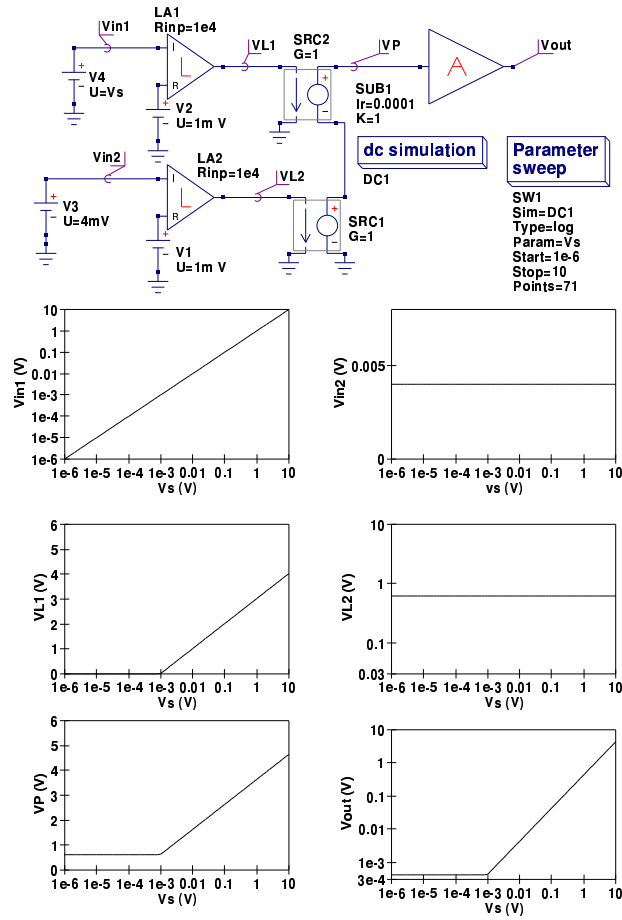 LA1
Rinp=1e4
Vin1
I
L
R
V4
U=Vs
V2
U=1m V
VL1
SRC2
G=1
VP
SUB1
Ir=0.0001
K=1
A
Vout
Vin2
I
L
R
LA2
Rinp=1e4
V3
U=4mV
V1
U=1m V
VL2
SRC1
G=1
dc simulation
DC1
Parameter
sweep
SW1
Sim=DC1
Type=log
Param=Vs
Start=1e-6
Stop=10
Points=71
Vin1 (V)
10
1
0.1
0.01
1e-3
1e-4
1e-5
1e-6
1e-6 1e-5 1e-4 1e-3 0.01 0.1 1 10
Vs (V)
Vin2 (V)
0.005
0
1e-6 1e-5 1e-4 1e-3 0.01 0.1 1 10
vs (V)
VL1 (V)
6
5
4
3
2
1
0
1e-6 1e-5 1e-4 1e-3 0.01 0.1 1 10
Vs (V)
VL2 (V)
10
1
0.1
0.03
1e-6 1e-5 1e-4 1e-3 0.01 0.1 1 10
Vs (V)
VP (V)
6
5
4
3
2
1
0
1e-6 1e-5 1e-4 1e-3 0.01 0.1 1 10
Vs (V)
Vout (V)
10
1
0.1
0.01
1e-3
3e-4
1e-6 1e-5 1e-4 1e-3 0.01 0.1 1 10
Vs (V)